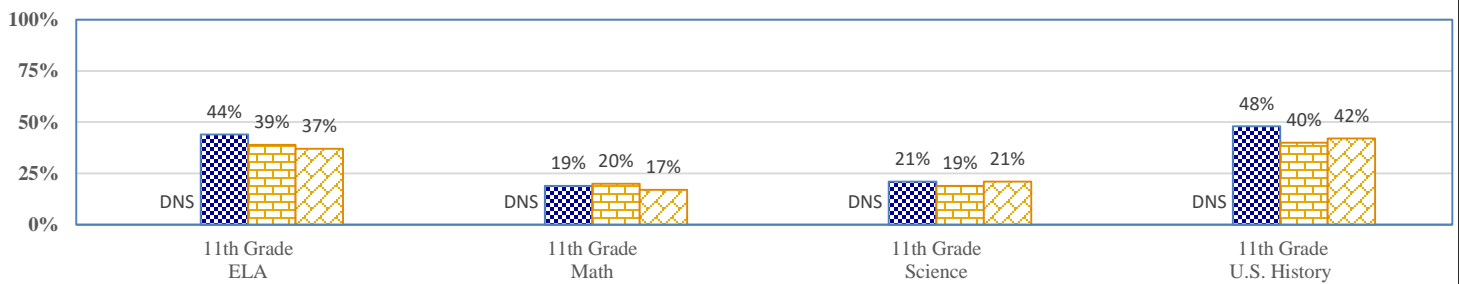 100%
75%
50%
25%
0%
DNS 44% 39% 37%
DNS 19% 20% 17%
DNS 21% 19% 21%
DNS 48% 40% 42%
11th Grade
ELA
11th Grade
Math
11th Grade
Science
11th Grade
U.S. History